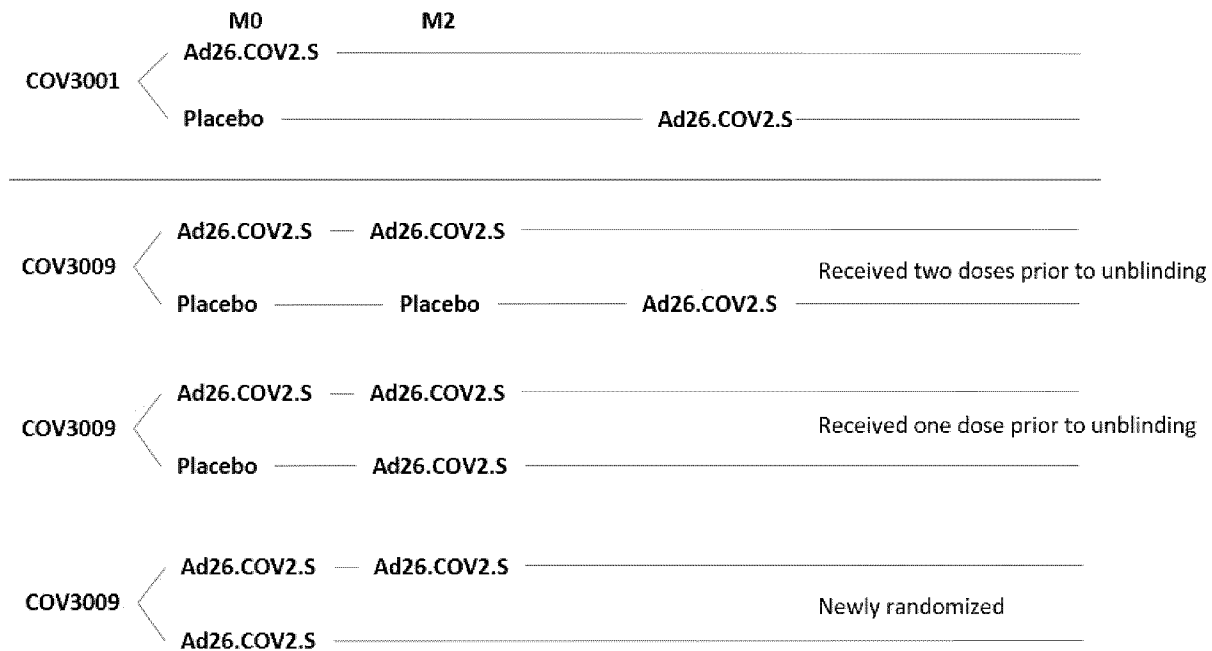 M0 M2
Ad26.COV2.S
COV3001
Placebo Ad26.COV2.S
Ad26.COV2.S Ad26.COV2.S
COV3009 Received two doses prior to unblinding
Placebo Placebo Ad26.COV2.S
Ad26.COV2.S Ad26.COV2.S
COV3009 Received one dose prior to unblinding
Placebo Ad26.COV2.S
Ad26.COV2.S Ad26.COV2.S
COV3009 Newly randomized
Ad26.COV2.S